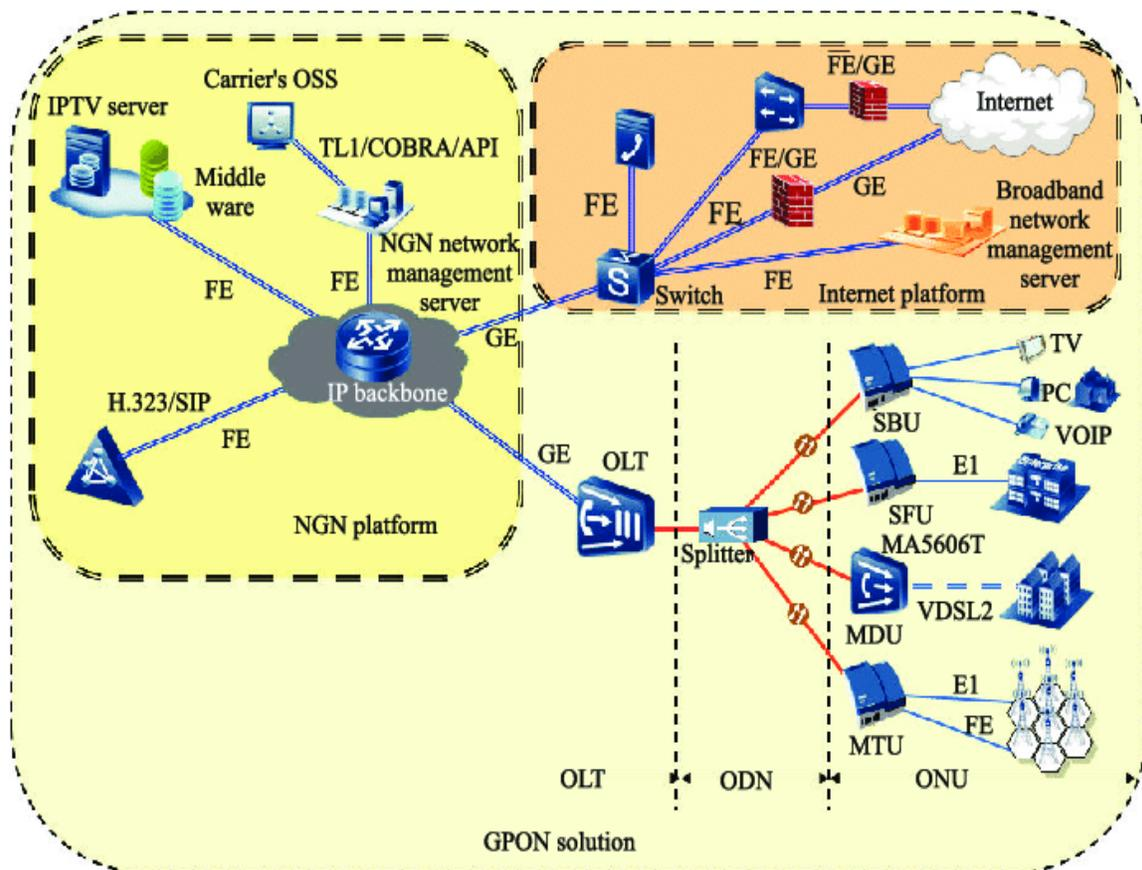 Carrier's OSS
IPTV server
TL1/COBRA/API
Middle
ware
NGN network
management
server
FE
FE
IP backbone
H.323/SIP
FE
NGN platform
GE
GE
FE/GE
Internet
FE/GE
GE
FE
FE
Broadband
network
management
server
FE
Switch
Internet platform
OLT
Splitter
TV
PC
SBU
VOIP
E1
SFU
MA5606T
VDSL2
MDU
E1
FE
MTU
OLT
ODN
ONU
GPON solution